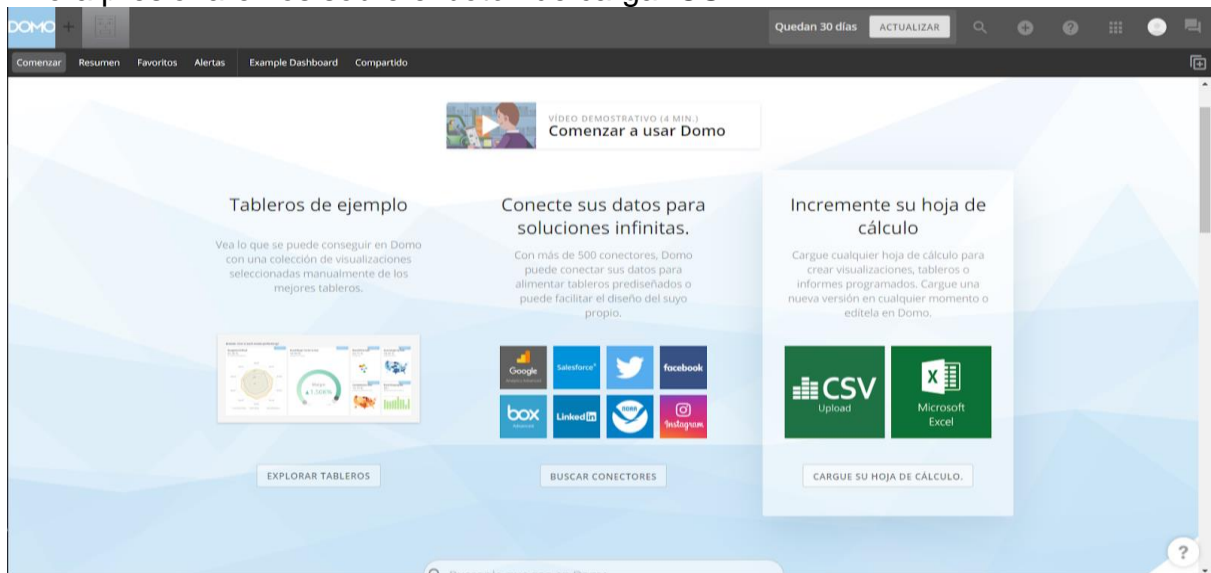 DOMO
Quedan 30 días ACTUALIZAR
Comenzar Resumen Favoritos Alertas Example Dashboard Compartido
VÍDEO DEMOSTRATIVO (4 MIN.)
Comenzar a usar Domo
Tableros de ejemplo
Vea lo que se puede conseguir en Domo
con una colección de visualizaciones
seleccionadas manualmente de los
mejores tableros.
EXPLORAR TABLEROS
Conecte sus datos para
soluciones infinitas.
Con más de 500 conectores, Domo
puede conectar sus datos para
alimentar tableros prediseñados o
puede facilitar el diseño del suyo
propio.
Google
Salesforce
facebook
box
LinkedIn
NOAA
Instagram
BUSCAR CONECTORES
Incremente su hoja de
cálculo
Cargue cualquier hoja de cálculo para
crear visualizaciones, tableros o
informes programados. Cargue una
nueva versión en cualquier momento o
edítela en Domo.
CSV
Upload
Microsoft
Excel
CARGUE SU HOJA DE CÁLCULO.